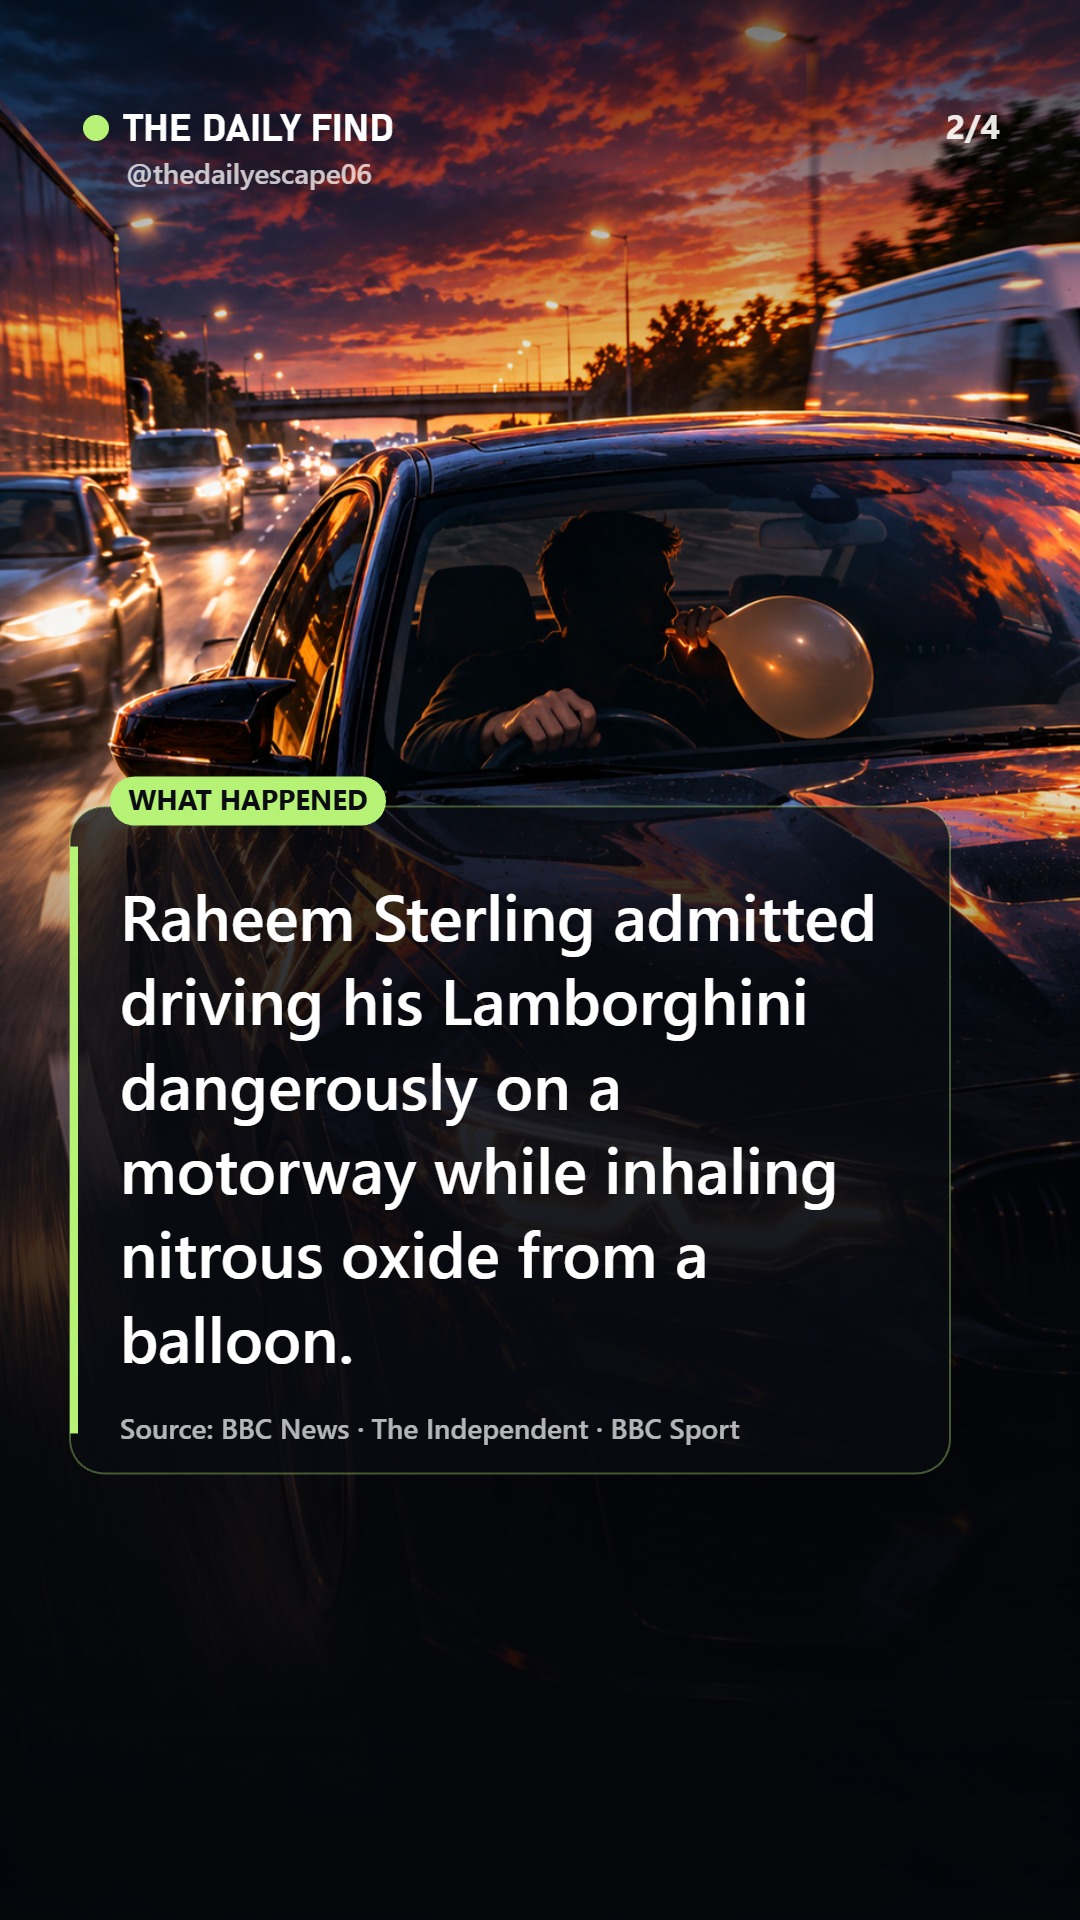 THE DAILY FIND
2/4
@thedailyescape06
WHAT HAPPENED
Raheem Sterling admitted
driving his Lamborghini
dangerously on a
motorway while inhaling
nitrous oxide from a
balloon.
Source: BBC News · The Independent · BBC Sport